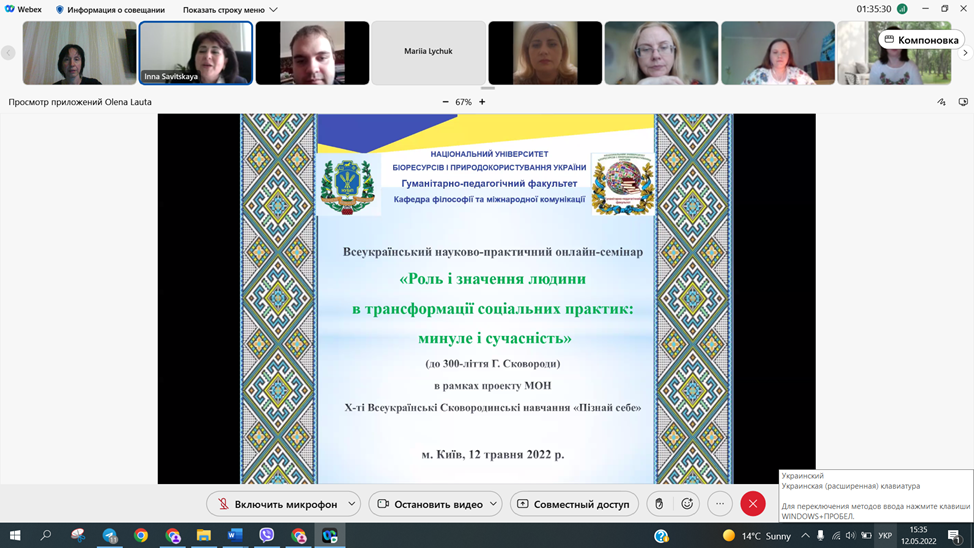 Webex
Информация о совещании
Показать строку меню
01:35:30
Mariia Lychuk
Inna Savitskaya
Компоновка
Просмотр приложений Olena Lauta
67%
НАЦІОНАЛЬНИЙ УНІВЕРСИТЕТ
БІОРЕСУРСІВ І ПРИРОДОКОРИСТУВАННЯ УКРАЇНИ
Гуманітарно-педагогічний факультет
Кафедра філософії та міжнародної комунікації
Всеукраїнський науково-практичний онлайн-семінар
«Роль і значення людини
в трансформації соціальних практик:
минуле і сучасність»
(до 300-ліття Г. Сковороди)
в рамках проекту МОН
Х-ті Всеукраїнські Сковородинські навчання «Пізнай себе»
м. Київ, 12 травня 2022 р.
Украинский
Украинская (расширенная) клавиатура
Для переключения методов ввода нажмите клавиши
WINDOWS+ПРОБЕЛ.
Включить микрофон
Остановить видео
Совместный доступ
14°C Sunny
УКР
15:35
12.05.2022